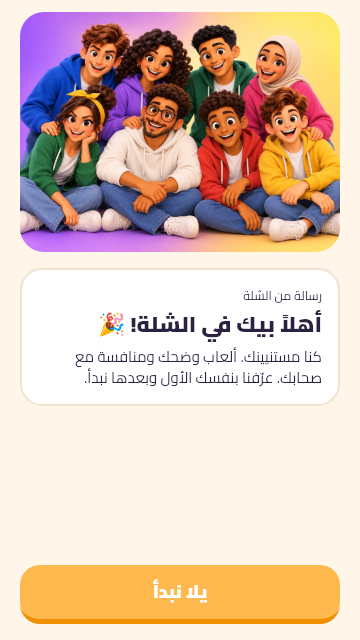 رسالة من الشلة
أهلاً بيك في الشلة! 🎉
كنا مستنيينك. ألعاب وضحك ومنافسة مع
صحابك. عرّفنا بنفسك الأول وبعدها نبدأ.
يلا نبدأ